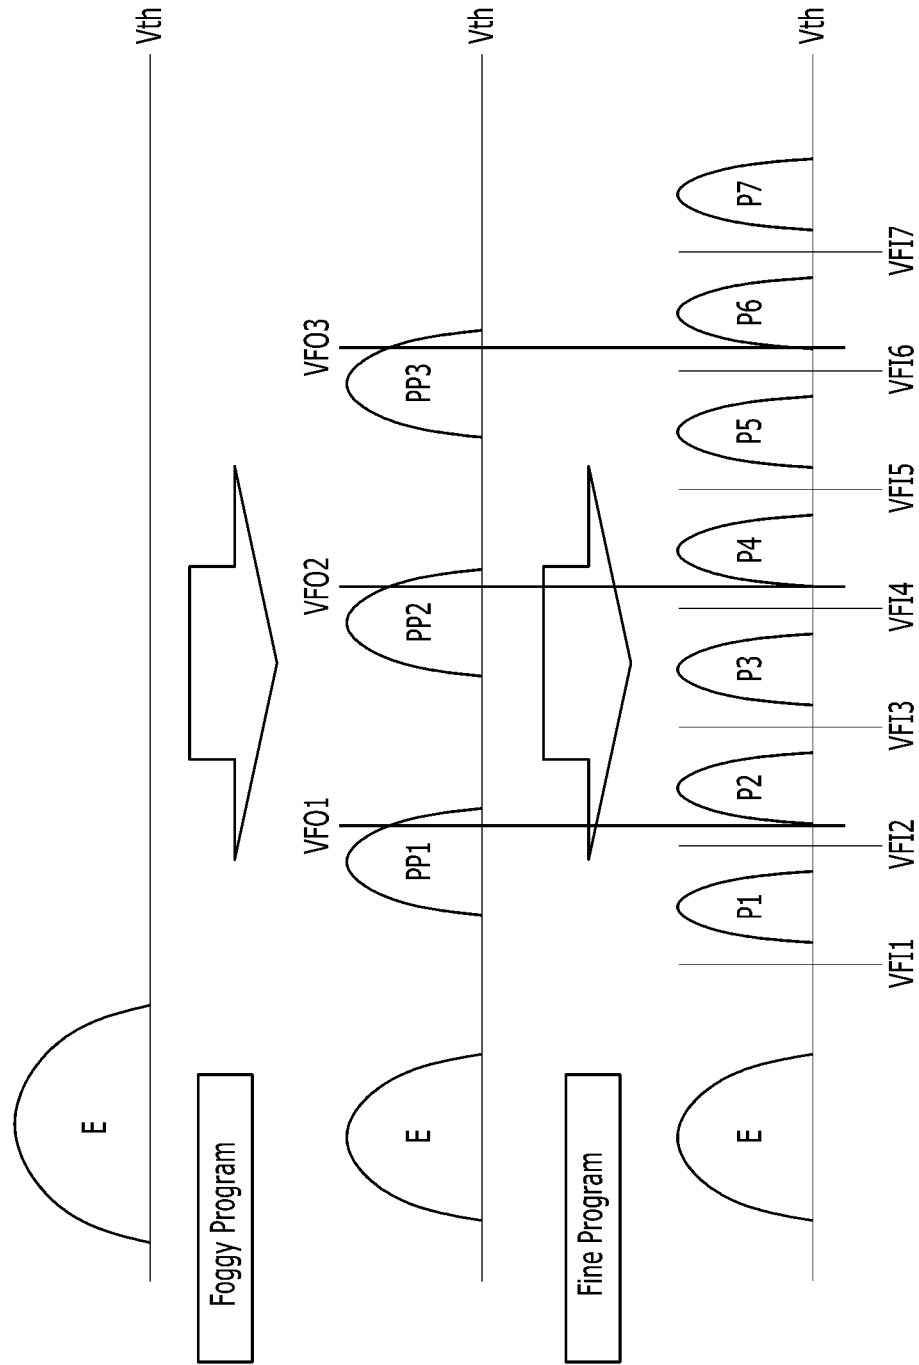 E
Vth
Foggy Program
VFO1
VFO2
VFO3
E
PP1
PP2
PP3
Vth
Fine Program
E
P1
P2
P3
P4
P5
P6
P7
Vth
VFI1
VFI2
VFI3
VFI4
VFI5
VFI6
VFI7